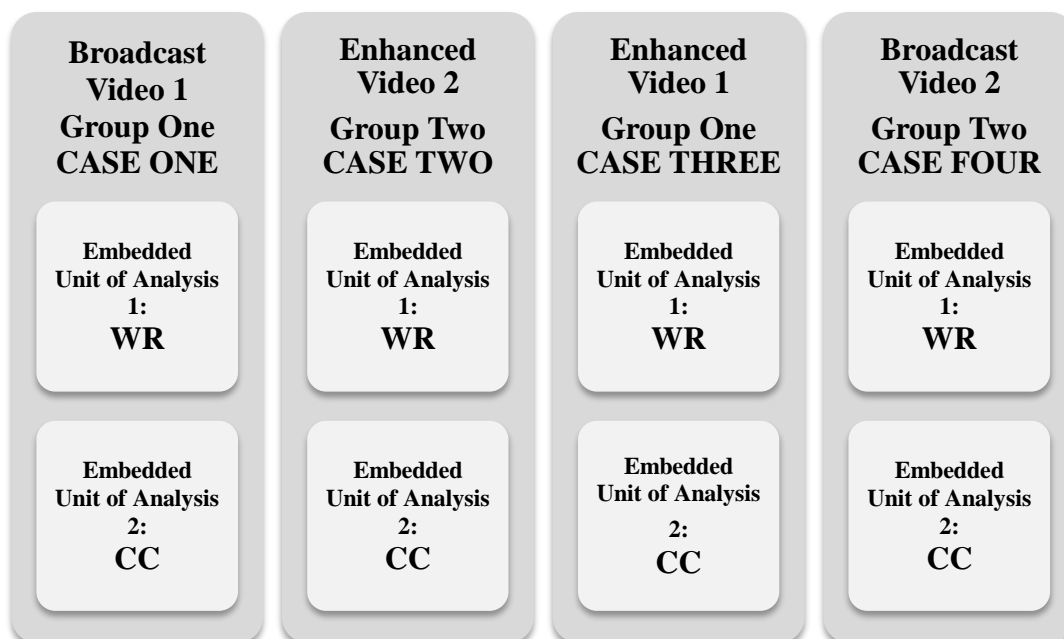 Broadcast
Video 1
Group One
CASE ONE
Embedded
Unit of Analysis
1:
WR
Embedded
Unit of Analysis
2:
CC
Enhanced
Video 2
Group Two
CASE TWO
Embedded
Unit of Analysis
1:
WR
Embedded
Unit of Analysis
2:
CC
Enhanced
Video 1
Group One
CASE THREE
Embedded
Unit of Analysis
1:
WR
Embedded
Unit of Analysis
2:
CC
Broadcast
Video 2
Group Two
CASE FOUR
Embedded
Unit of Analysis
1:
WR
Embedded
Unit of Analysis
2:
CC